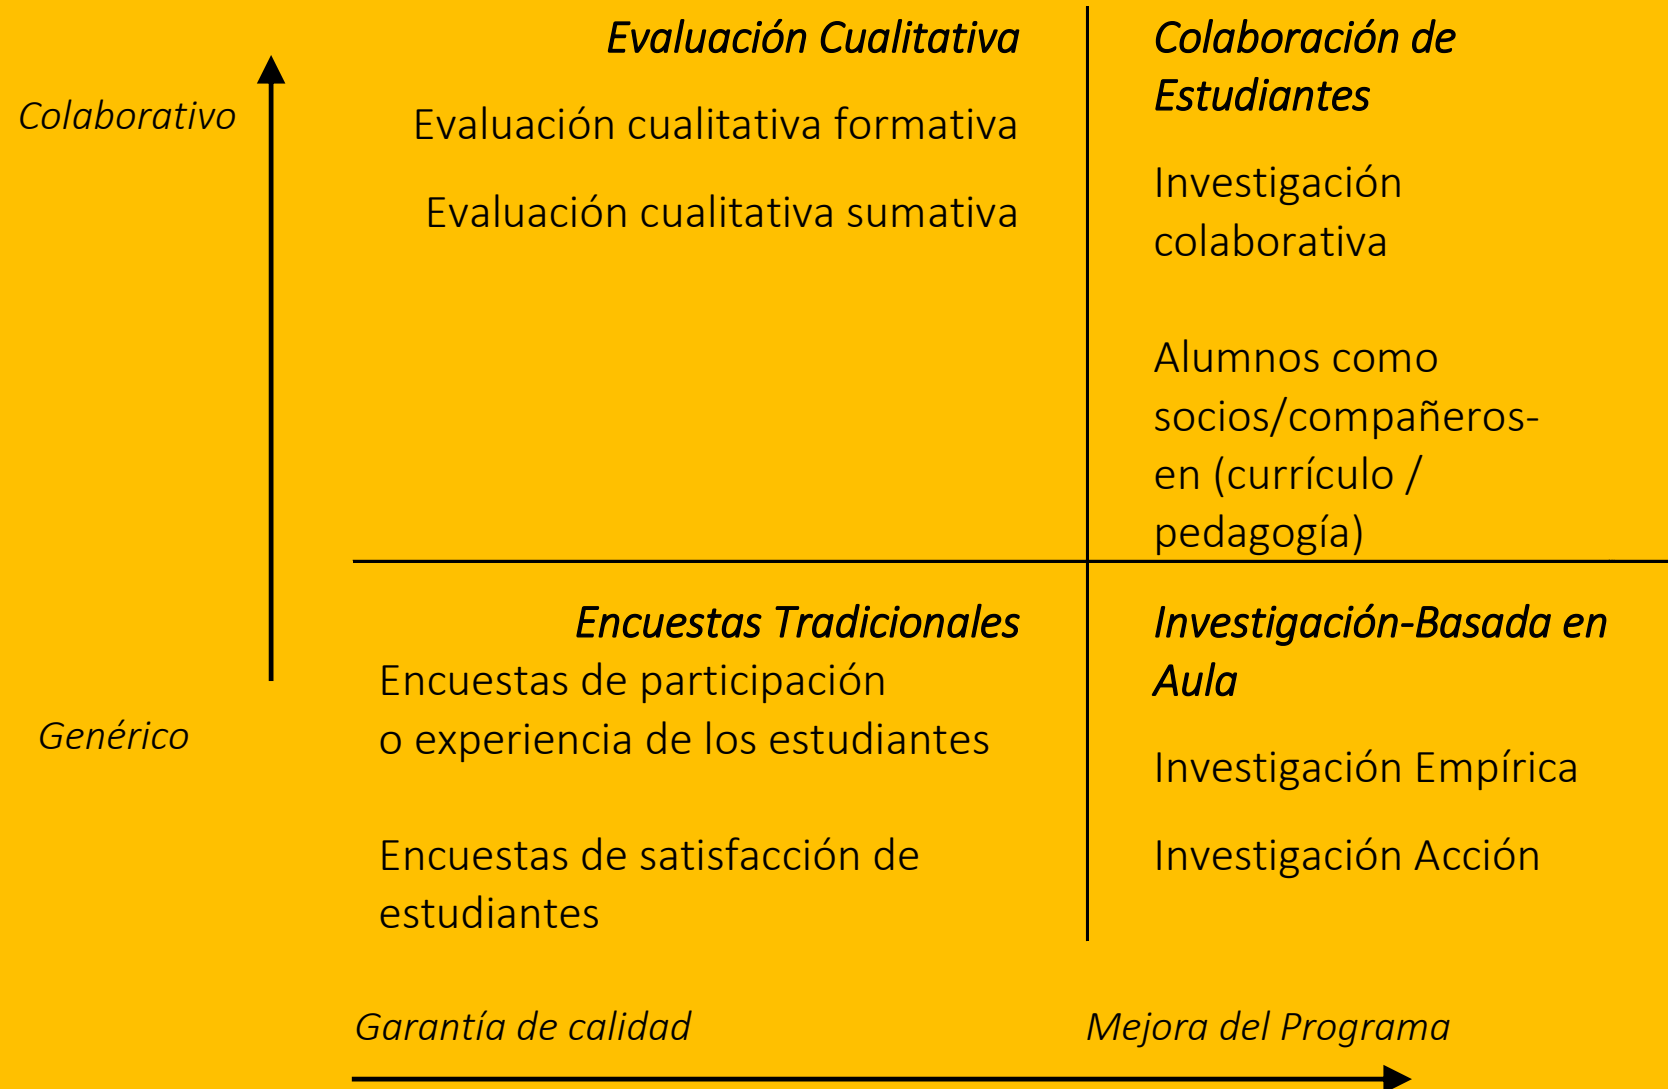 Colaborativo
Genérico
Evaluación Cualitativa
Evaluación cualitativa formativa
Evaluación cualitativa sumativa
Colaboración de
Estudiantes
Investigación
colaborativa
Alumnos como
socios/compañeros-
en (currículo /
pedagogía)
Encuestas Tradicionales
Encuestas de participación
o experiencia de los estudiantes
Encuestas de satisfacción de
estudiantes
Investigación-Basada en
Aula
Investigación Empírica
Investigación Acción
Garantía de calidad
Mejora del Programa